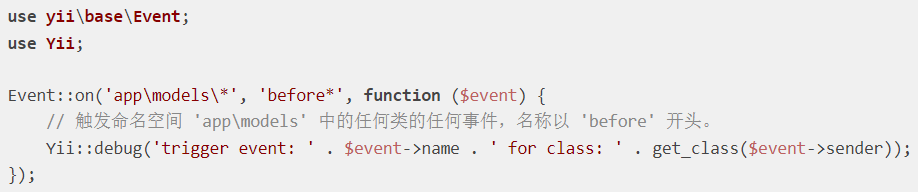 use yii\base\Event;
use Yii;

Event::on('app\models\*', 'before*', function ($event) {
    // 触发命名空间 'app\models' 中的任何类的任何事件，名称以 'before' 开头。
    Yii::debug('trigger event: ' . $event->name . ' for class: ' . get_class($event->sender));
});